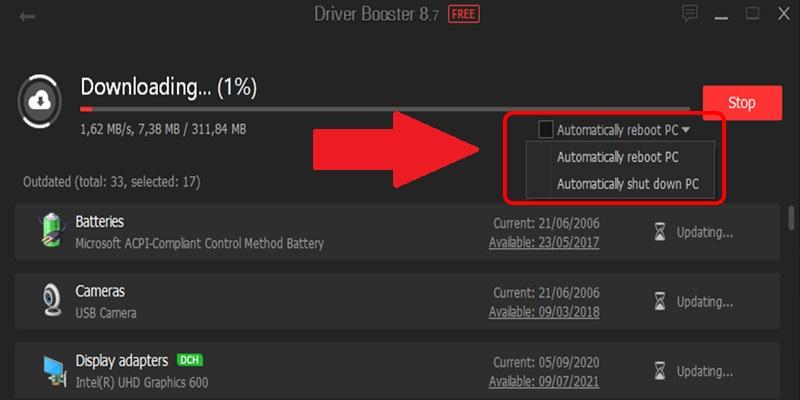 Driver Booster 8.7 FREE
Downloading... (1%)
Stop
1,62 MB/s, 7,38 MB / 311,84 MB
Automatically reboot PC
Automatically reboot PC
Automatically shut down PC
Outdated (total: 33, selected: 17)
Batteries
Microsoft ACPI-Compliant Control Method Battery
Current: 21/06/2006
Available: 23/05/2017
Updating...
Cameras
USB Camera
Current: 21/06/2006
Available: 09/03/2018
Updating...
Display adapters DCH
Intel(R) UHD Graphics 600
Current: 05/09/2020
Available: 09/07/2021
Updating...